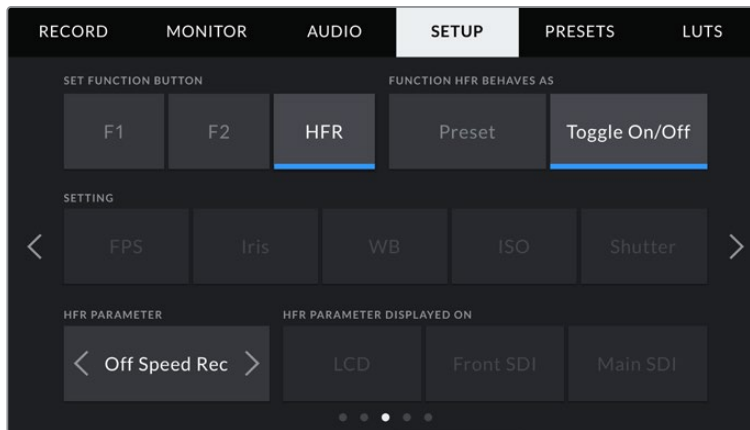 RECORD MONITOR AUDIO SETUP PRESETS LUTS
SET FUNCTION BUTTON FUNCTION HFR BEHAVES AS
F1 F2 HFR Preset Toggle On/Off
SETTING
FPS Iris WB ISO Shutter
HFR PARAMETER HFR PARAMETER DISPLAYED ON
Off Speed Rec LCD Front SDI Main SDI